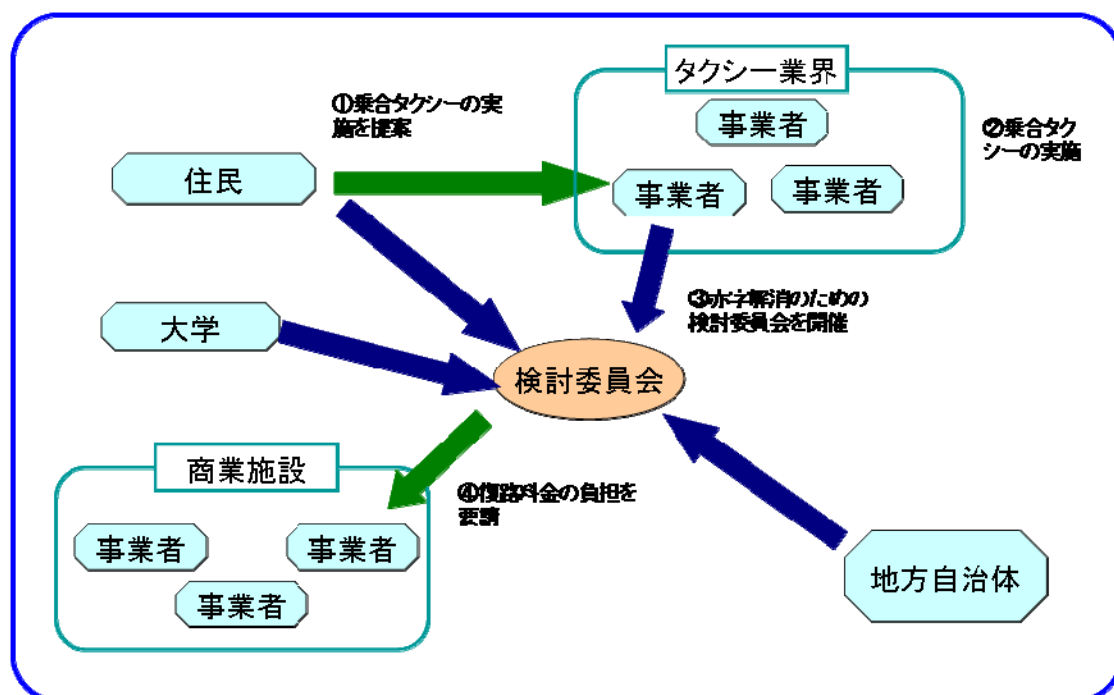 タクシー業界
①乗合タクシーの実
施を提案
事業者
②乗合タク
シーの実施
住民
事業者
事業者
③赤字解消のための
検討委員会を開催
大学
検討委員会
商業施設
④復路料金の負担を
要請
事業者
事業者
事業者
地方自治体